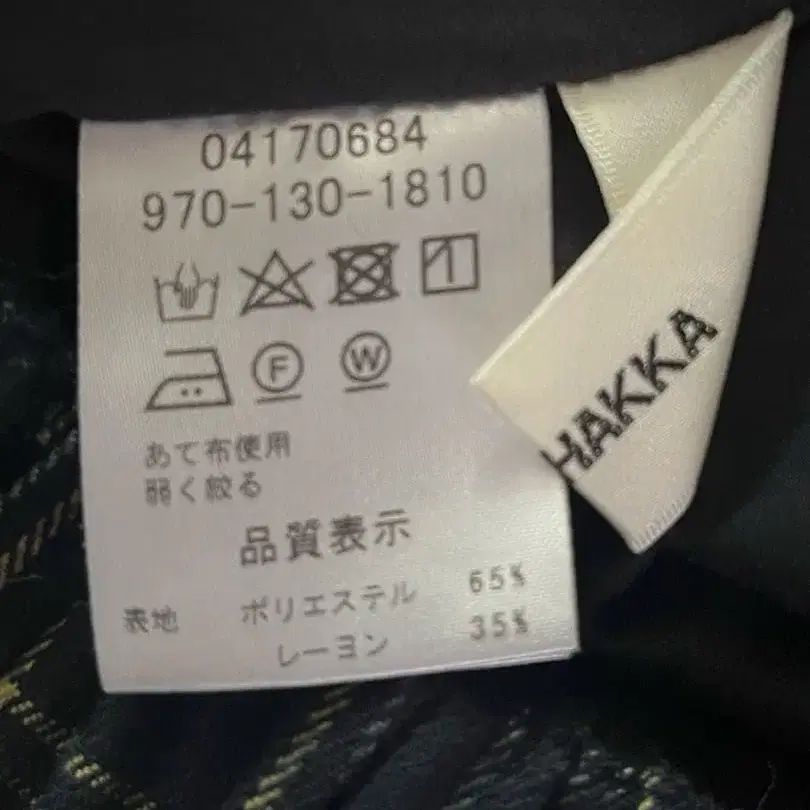 04170684
970-130-1810
F W
あて布使用
弱く絞る
品質表示
表地 ポリエステル 65%
レーヨン 35%
HAKKA